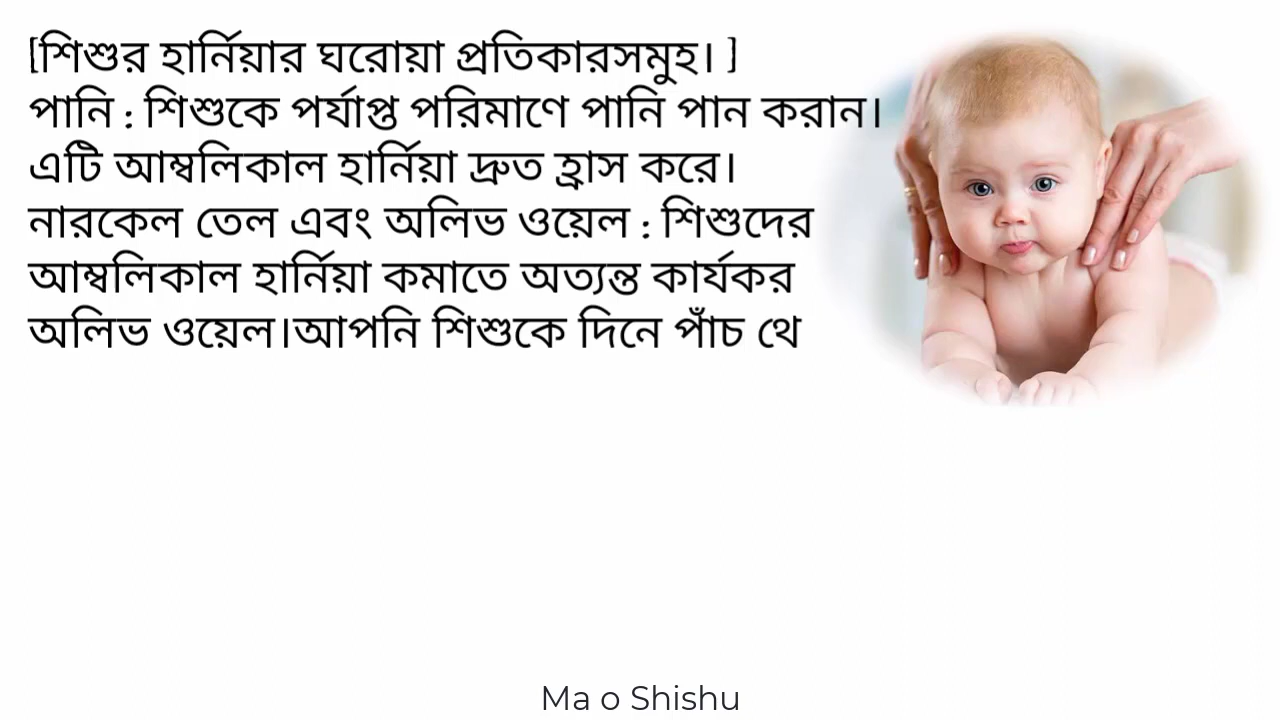 [শিশুর হার্নিয়ার ঘরোয়া প্রতিকারসমুহ। ]
পানি : শিশুকে পর্যাপ্ত পরিমাণে পানি পান করান।
এটি আম্বলিকাল হার্নিয়া দ্রুত হ্রাস করে।
নারকেল তেল এবং অলিভ ওয়েল : শিশুদের
আম্বলিকাল হার্নিয়া কমাতে অত্যন্ত কার্যকর
অলিভ ওয়েল।আপনি শিশুকে দিনে পাঁচ থে
Ma o Shishu